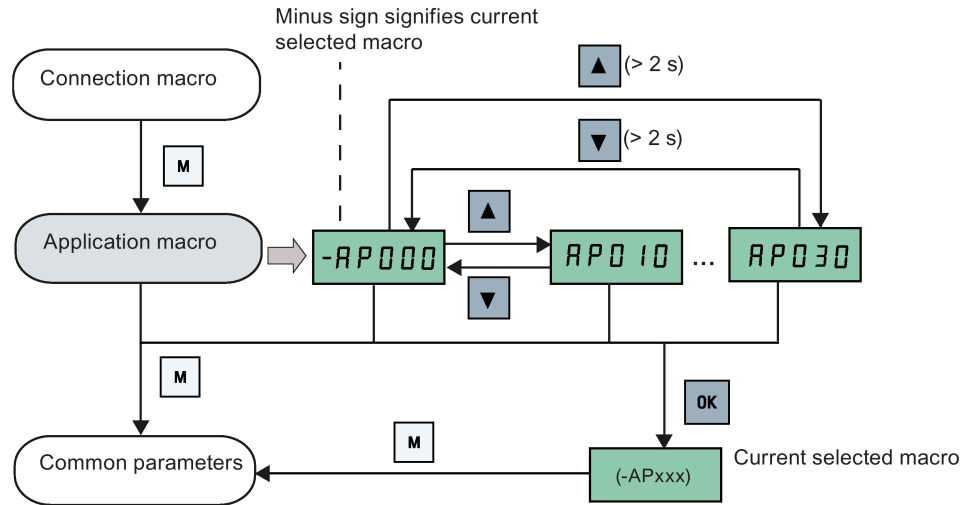 Minus sign signifies current
selected macro
Connection macro
▲ (> 2 s)
▼ (> 2 s)
M
▲
Application macro
-AP000
AP010
...
AP030
▼
M
OK
M
Common parameters
(-APxxx)
Current selected macro